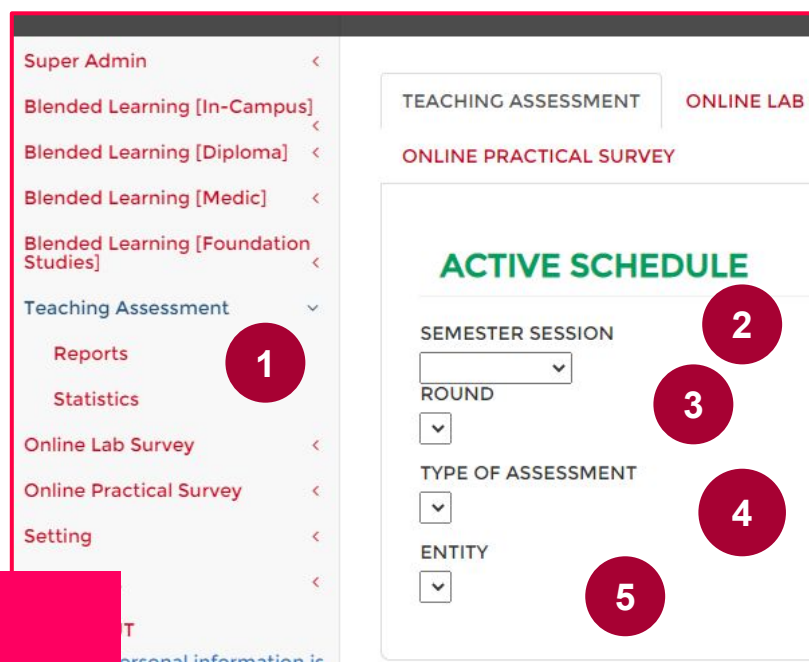 Super Admin
Blended Learning [In-Campus]
Blended Learning [Diploma]
Blended Learning [Medic]
Blended Learning [Foundation
Studies]
Teaching Assessment
Reports
1
Statistics
Online Lab Survey
Online Practical Survey
Setting
TEACHING ASSESSMENT
ONLINE LAB
ONLINE PRACTICAL SURVEY
ACTIVE SCHEDULE
SEMESTER SESSION
2
ROUND
3
TYPE OF ASSESSMENT
4
ENTITY
5